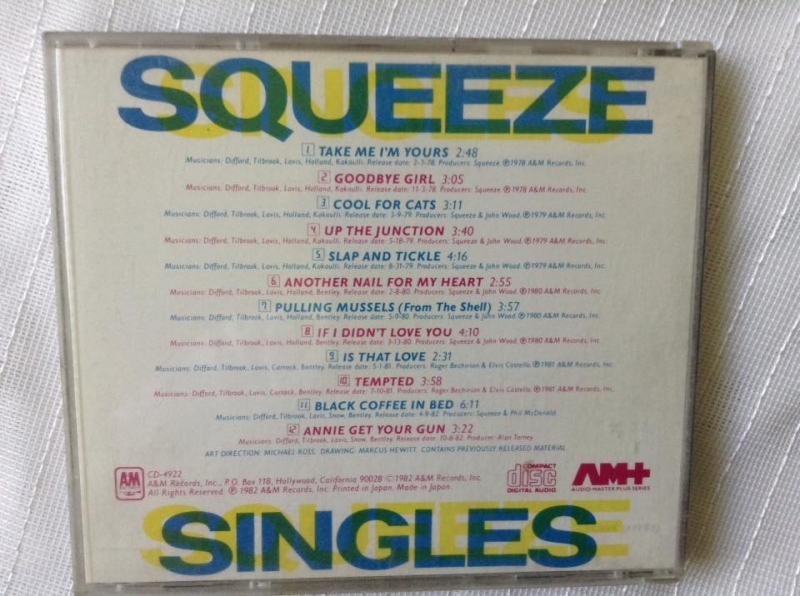 SQUEEZE
1 TAKE ME I'M YOURS 2:48
Musicians: Difford, Tilbrook, Lavis, Holland, Kakoulli. Release date: 2-3-78. Producers: Squeeze ℗1978 A&M Records, Inc.
2 GOODBYE GIRL 3:05
Musicians: Difford, Tilbrook, Lavis, Holland, Kakoulli. Release date: 11-3-78. Producers: Squeeze ℗1978 A&M Records, Inc.
3 COOL FOR CATS 3:11
Musicians: Difford, Tilbrook, Lavis, Holland, Kakoulli. Release date: 3-9-79. Producers: Squeeze & John Wood. ℗1979 A&M Records, Inc.
4 UP THE JUNCTION 3:40
Musicians: Difford, Tilbrook, Lavis, Holland, Kakoulli. Release date: 5-18-79. Producers: Squeeze & John Wood. ℗1979 A&M Records, Inc.
5 SLAP AND TICKLE 4:16
Musicians: Difford, Tilbrook, Lavis, Holland, Kakoulli. Release date: 8-31-79. Producers: Squeeze & John Wood. ℗1979 A&M Records, Inc.
6 ANOTHER NAIL FOR MY HEART 2:55
Musicians: Difford, Tilbrook, Lavis, Holland, Bentley. Release date: 2-8-80. Producers: Squeeze & John Wood ℗1980 A&M Records, Inc.
7 PULLING MUSSELS (From The Shell) 3:57
Musicians: Difford, Tilbrook, Lavis, Holland, Bentley. Release date: 5-9-80. Producers: Squeeze & John Wood. ℗1980 A&M Records, Inc.
8 IF I DIDN'T LOVE YOU 4:10
Musicians: Difford, Tilbrook, Lavis, Holland, Bentley. Release date: 3-13-80. Producers: Squeeze & John Wood. ℗1980 A&M Records, Inc.
9 IS THAT LOVE 2:31
Musicians: Difford, Tilbrook, Lavis, Carrack, Bentley. Release date: 5-1-81. Producers: Roger Bechirian & Elvis Costello. ℗1981 A&M Records, Inc.
10 TEMPTED 3:58
Musicians: Difford, Tilbrook, Lavis, Carrack, Bentley. Release date: 7-10-81. Producers: Roger Bechirian & Elvis Costello. ℗1981 A&M Records, Inc.
11 BLACK COFFEE IN BED 6:11
Musicians: Difford, Tilbrook, Lavis, Snow, Bentley. Release date: 4-9-82. Producers: Squeeze & Phil McDonald.
12 ANNIE GET YOUR GUN 3:22
Musicians: Difford, Tilbrook, Lavis, Snow, Bentley. Release date: 10-8-82. Producer: Alan Tarney
ART DIRECTION: MICHAEL ROSS. DRAWING: MARCUS HEWITT. CONTAINS PREVIOUSLY RELEASED MATERIAL
AM
CD-4922
A&M Records, Inc., P.O. Box 118, Hollywood, California 90028 ©1982 A&M Records, Inc.
All Rights Reserved. ℗ 1982 A&M Records, Inc. Printed in Japan. Made in Japan.
COMPACT
disc
DIGITAL AUDIO
AM+
AUDIO MASTER PLUS SERIES
SINGLES